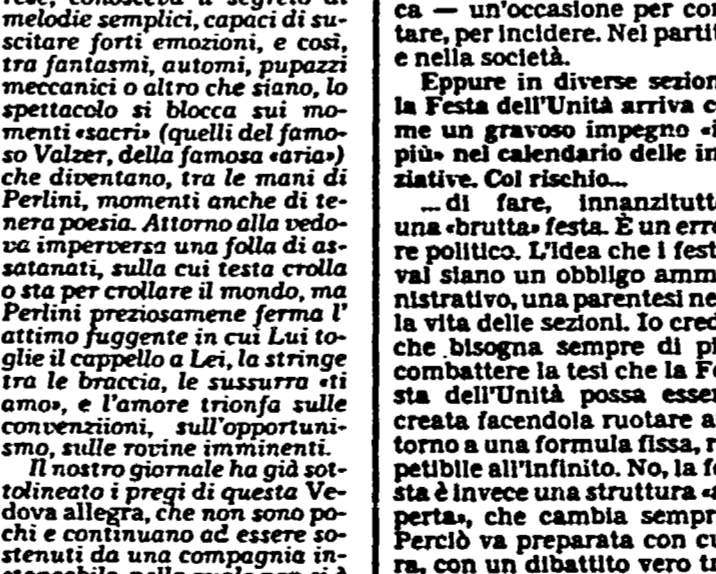 melodie semplici, capaci di su-
scitare forti emozioni, e così,
tra fantasmi, automi, pupazzi
meccanici o altro che siano, lo
spettacolo si blocca sui mo-
menti «sacri» (quelli del famo-
so Valzer, della famosa «aria»)
che diventano, tra le mani di
Perlini, momenti anche di te-
nera poesia. Attorno alla vedo-
va imperversa una folla di as-
satanati, sulla cui testa crolla
o sta per crollare il mondo, ma
Perlini preziosamene ferma l'
attimo fuggente in cui Lui to-
glie il cappello a Lei, la stringe
tra le braccia, le sussurra «ti
amo», e l'amore trionfa sulle
convenziioni, sull'opportuni-
smo, sulle rovine imminenti.
Il nostro giornale ha già sot-
tolineato i pregi di questa Ve-
dova allegra, che non sono po-
chi e continuano ad essere so-
stenuti da una compagnia in-
ca — un'occasione per con
tare, per incidere. Nei partit
e nella società.
Eppure in diverse sezion
la Festa dell'Unità arriva c
me un gravoso impegno «i
più» nel calendario delle in
ziative. Col rischio...
... di fare, innanzitutt
una «brutta» festa. È un erro
re politico. L'idea che i fest
val siano un obbligo amm
nistrativo, una parentesi ne
la vita delle sezioni. Io cred
che bisogna sempre di pi
combattere la tesi che la Fe
sta dell'Unità possa esser
creata facendola ruotare a
torno a una formula fissa, r
petibile all'infinito. No, la fe
sta è invece una struttura «a
perta», che cambia sempr
Perciò va preparata con cu
ra, con un dibattito vero tr